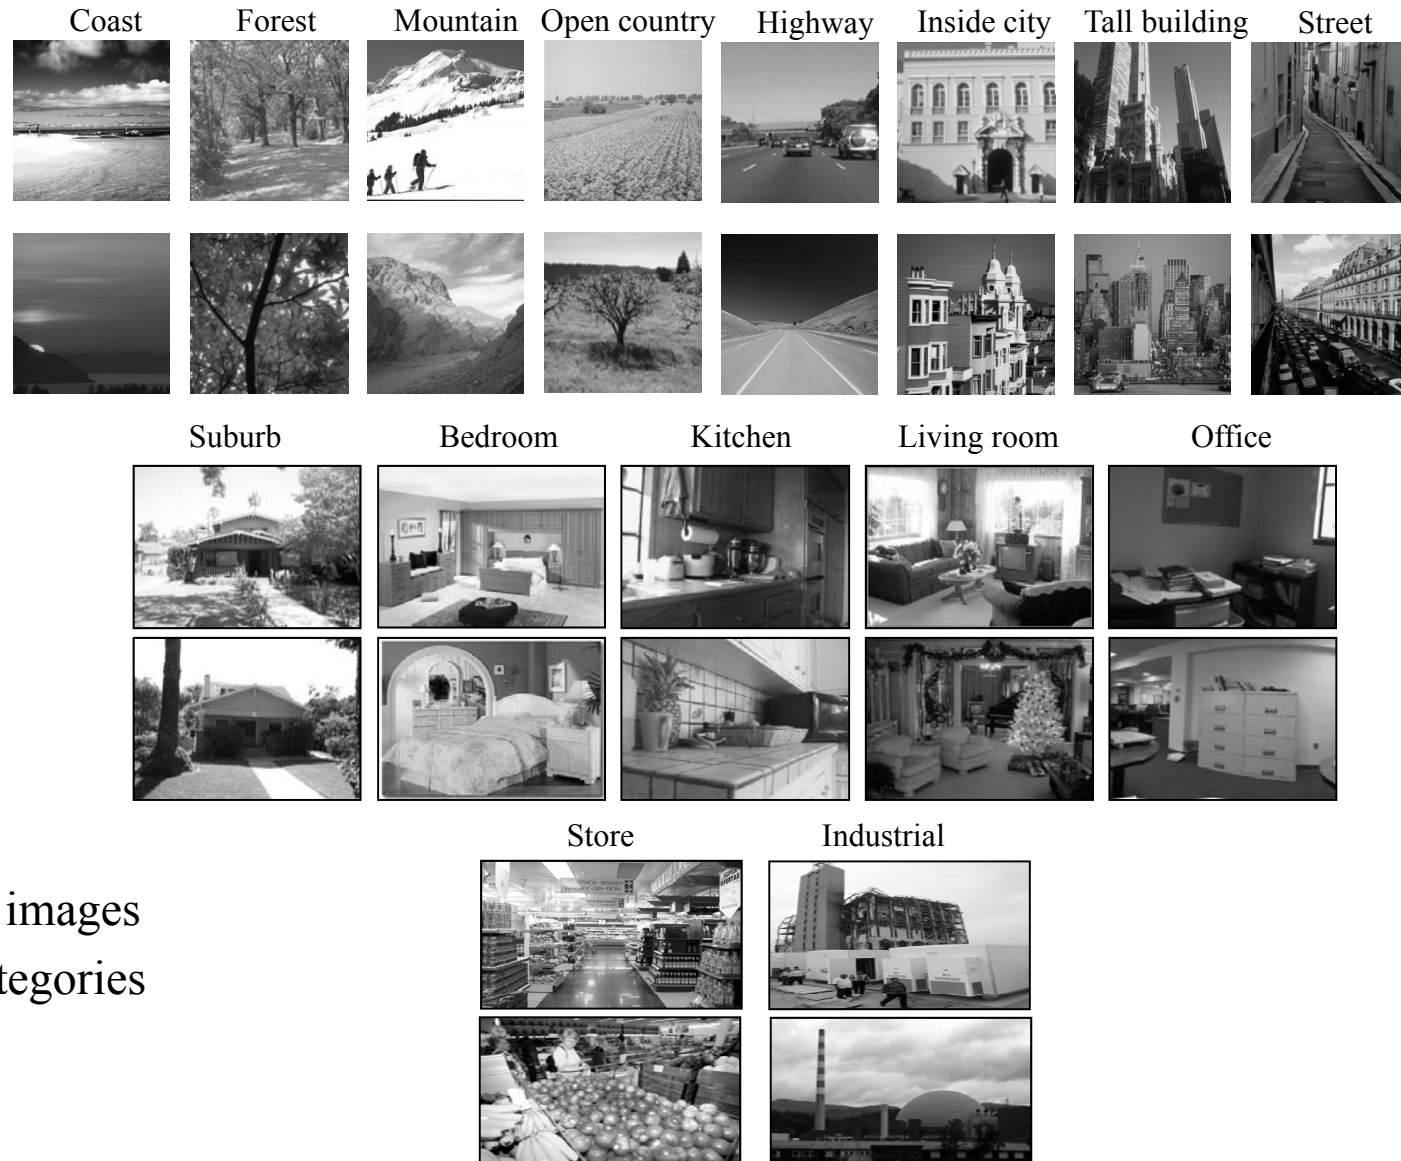 Coast Forest Mountain Open country Highway Inside city Tall building Street
Suburb Bedroom Kitchen Living room Office
Store Industrial
images
tegories